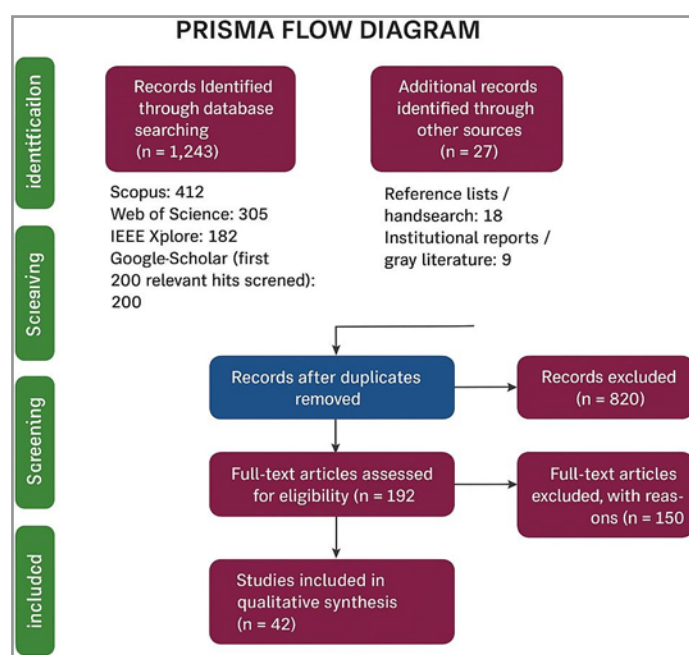 PRISMA FLOW DIAGRAM
identification
Records Identified
through database
searching
(n = 1,243)
Additional records
identified through
other sources
(n = 27)
Scopus: 412
Web of Science: 305
IEEE Xplore: 182
Google-Scholar (first
200 relevant hits screned):
200
Reference lists /
handsearch: 18
Institutional reports /
gray literature: 9
Records after duplicates
removed
Records excluded
(n = 820)
Screening
Full-text articles assessed
for eligibility (n = 192
Full-text articles
excluded, with reas-
ons (n = 150
included
Studies included in
qualitative synthesis
(n = 42)